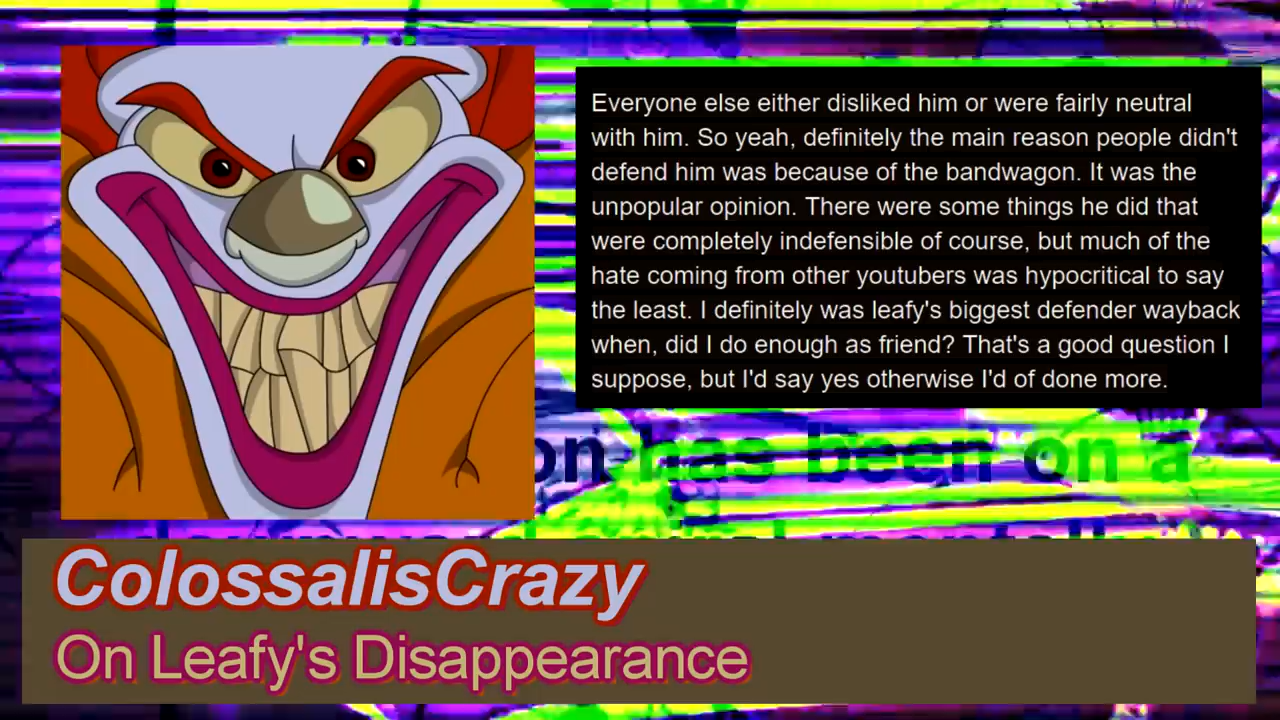 Everyone else either disliked him or were fairly neutral
with him. So yeah, definitely the main reason people didn't
defend him was because of the bandwagon. It was the
unpopular opinion. There were some things he did that
were completely indefensible of course, but much of the
hate coming from other youtubers was hypocritical to say
the least. I definitely was leafy's biggest defender wayback
when, did I do enough as friend? That's a good question I
suppose, but I'd say yes otherwise I'd of done more.
on has been on a
ColossalisCrazy
On Leafy's Disappearance